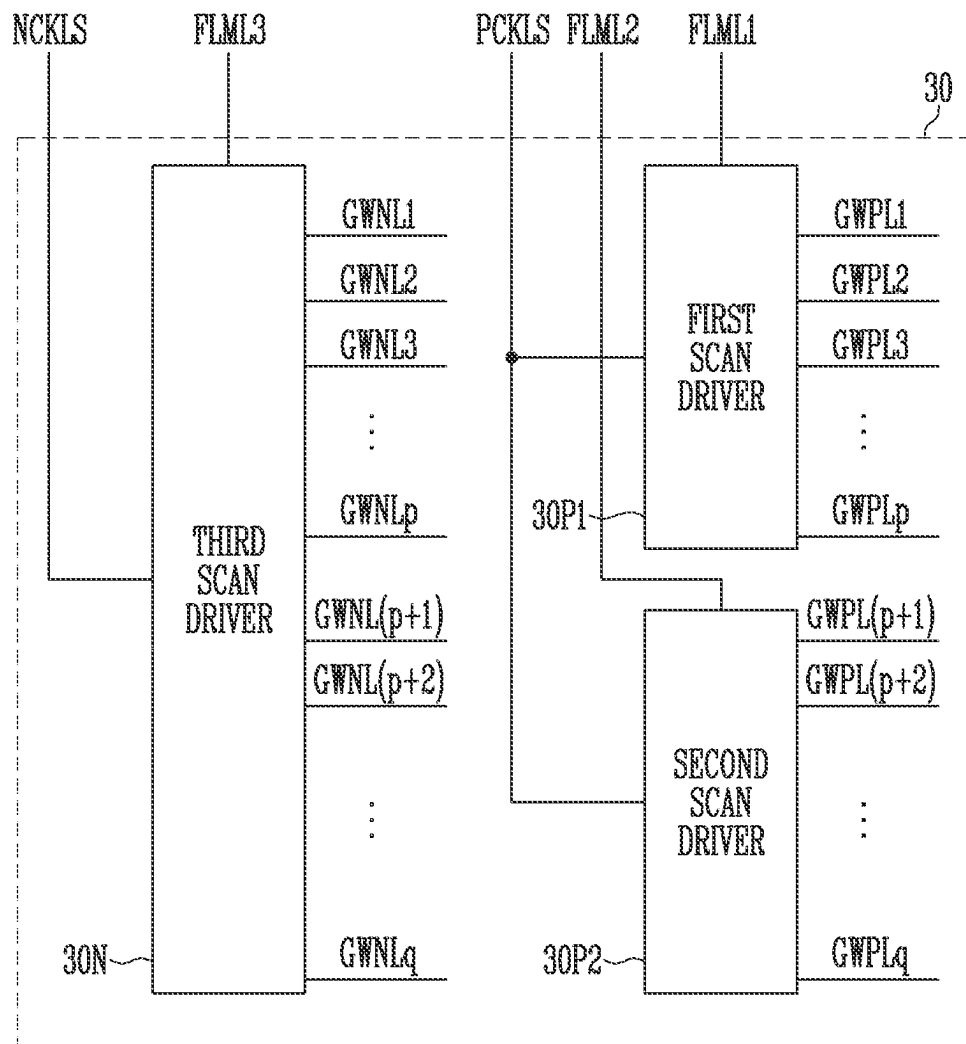 NCKLS FLML3 PCKLS FLML2 FLML1
30
GWNL1
GWNL2
GWNL3
⋮
GWNLp
THIRD
SCAN
DRIVER
GWNL(p+1)
GWNL(p+2)
⋮
GWNLq
30N
GWPL1
GWPL2
GWPL3
⋮
GWPLp
FIRST
SCAN
DRIVER
30P1
GWPL(p+1)
GWPL(p+2)
⋮
GWPLq
SECOND
SCAN
DRIVER
30P2